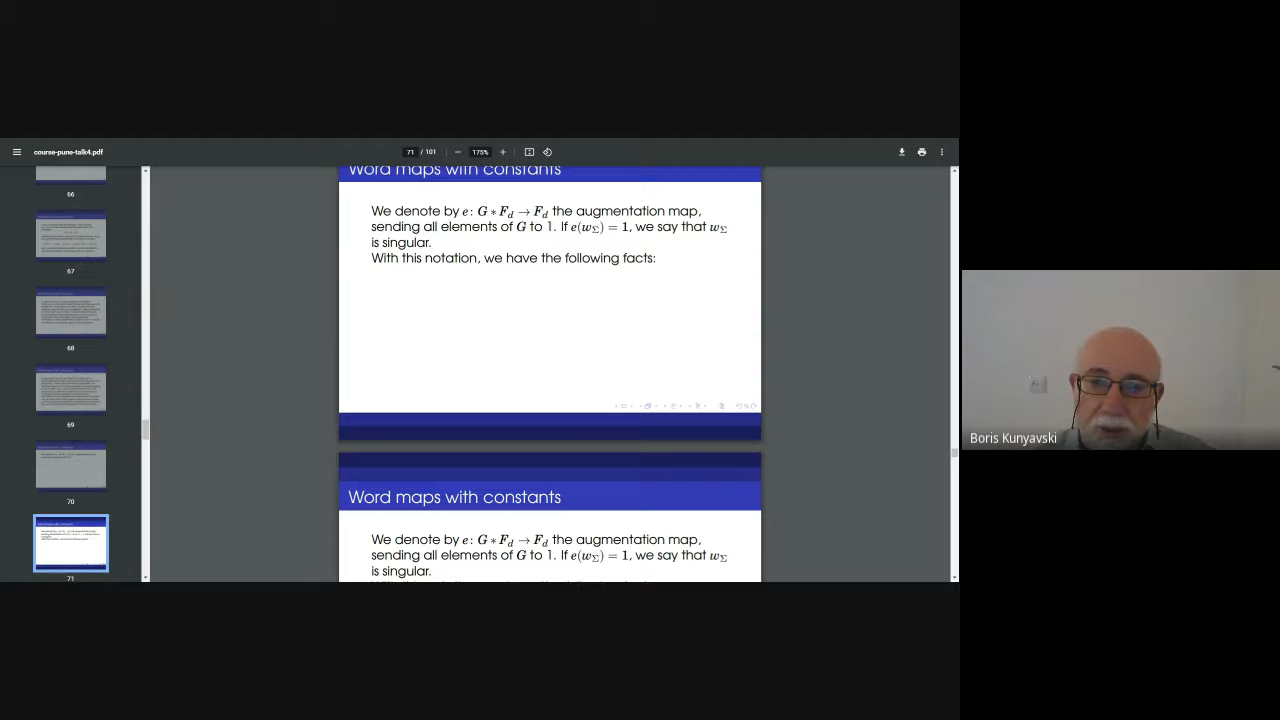 course-pune-talk4.pdf
71 / 101
175%
66
67
68
69
70
71
Word maps with constants
We denote by e: G ∗ F_d → F_d the augmentation map,
sending all elements of G to 1. If e(w_Σ) = 1, we say that w_Σ
is singular.
With this notation, we have the following facts:
Word maps with constants
We denote by e: G ∗ F_d → F_d the augmentation map,
sending all elements of G to 1. If e(w_Σ) = 1, we say that w_Σ
is singular.
Boris Kunyavski